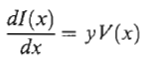 dI(x)/dx = yV(x)